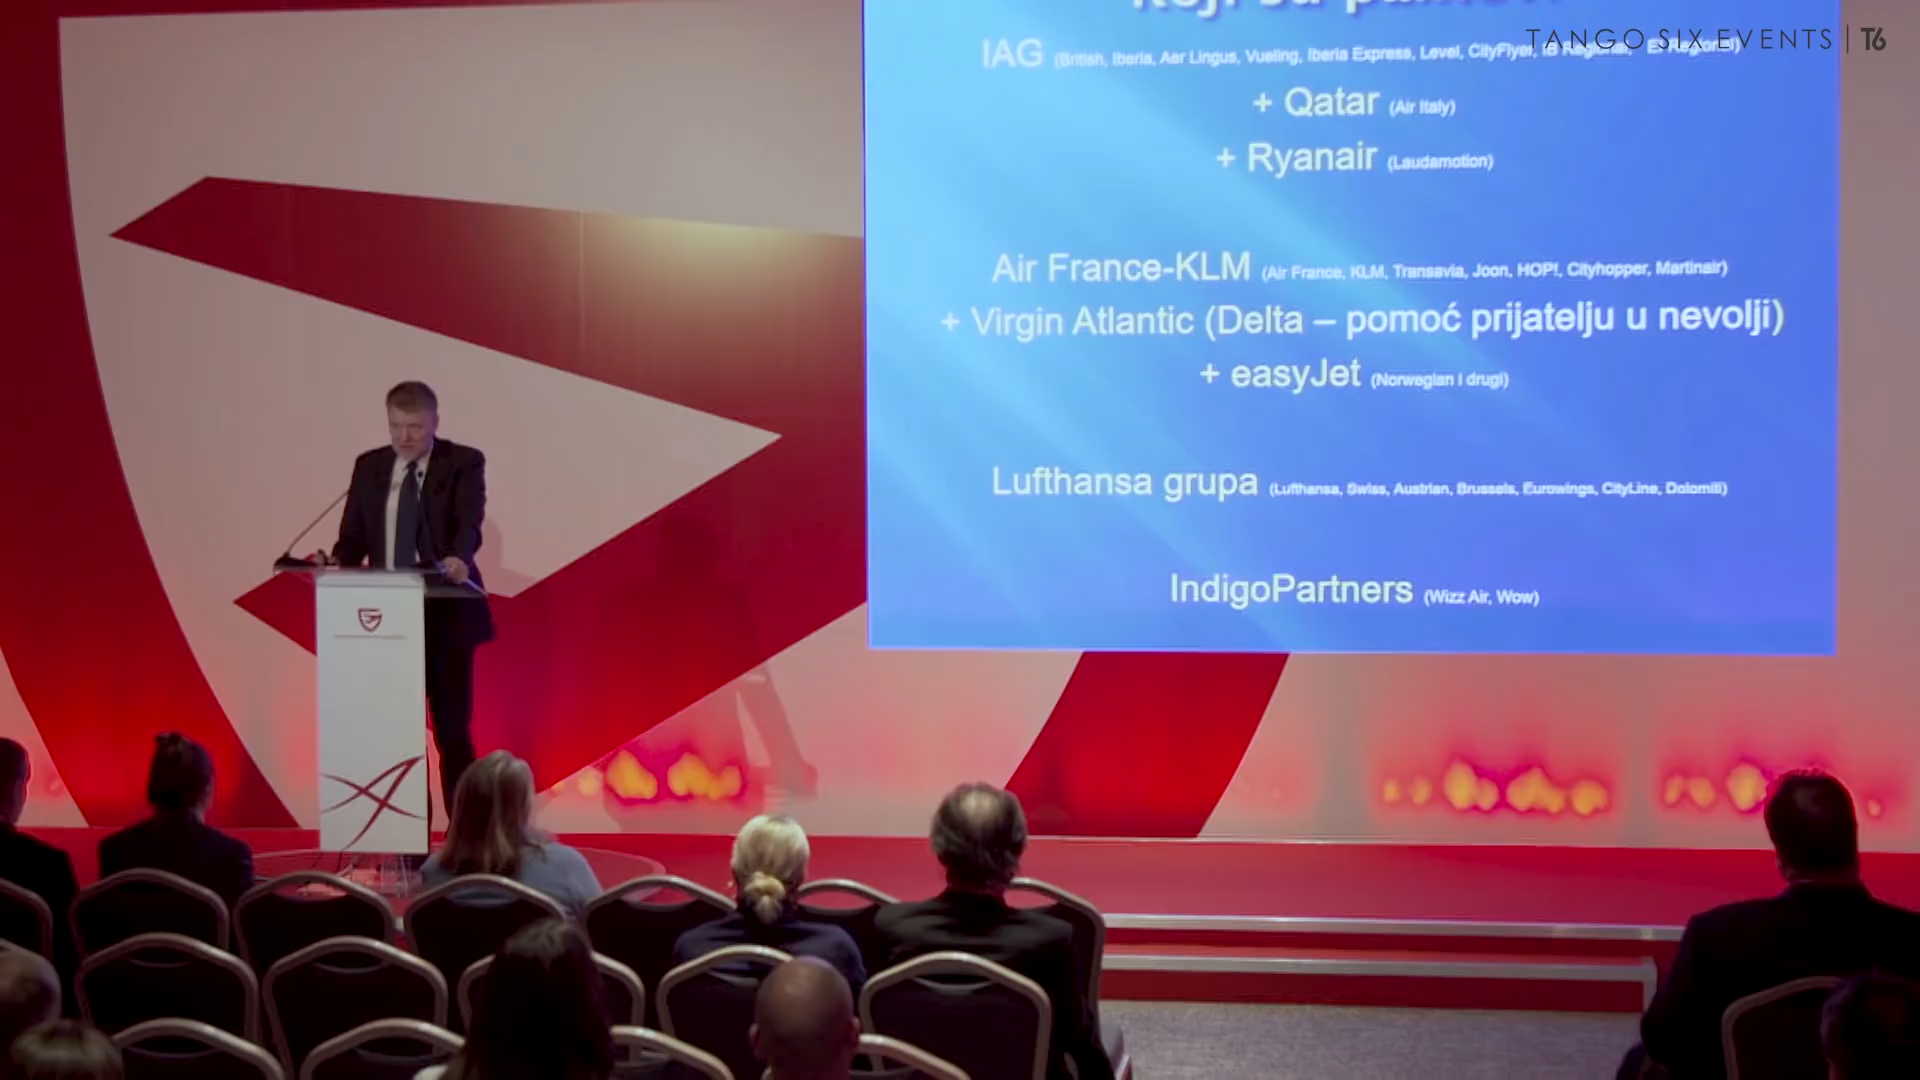 TANGO SIX EVENTS | T6
IAG (British, Iberia, Aer Lingus, Vueling, Iberia Express, Level, CityFlyer,
+ Qatar (Air Italy)
+ Ryanair (Laudamotion)
Air France-KLM (Air France, KLM, Transavia, Joon, HOP!, Cityhopper, Martinair)
+ Virgin Atlantic (Delta – pomoć prijatelju u nevolji)
+ easyJet (Norwegian i drugi)
Lufthansa grupa (Lufthansa, Swiss, Austrian, Brussels, Eurowings, CityLine, Dolomiti)
IndigoPartners (Wizz Air, Wow)